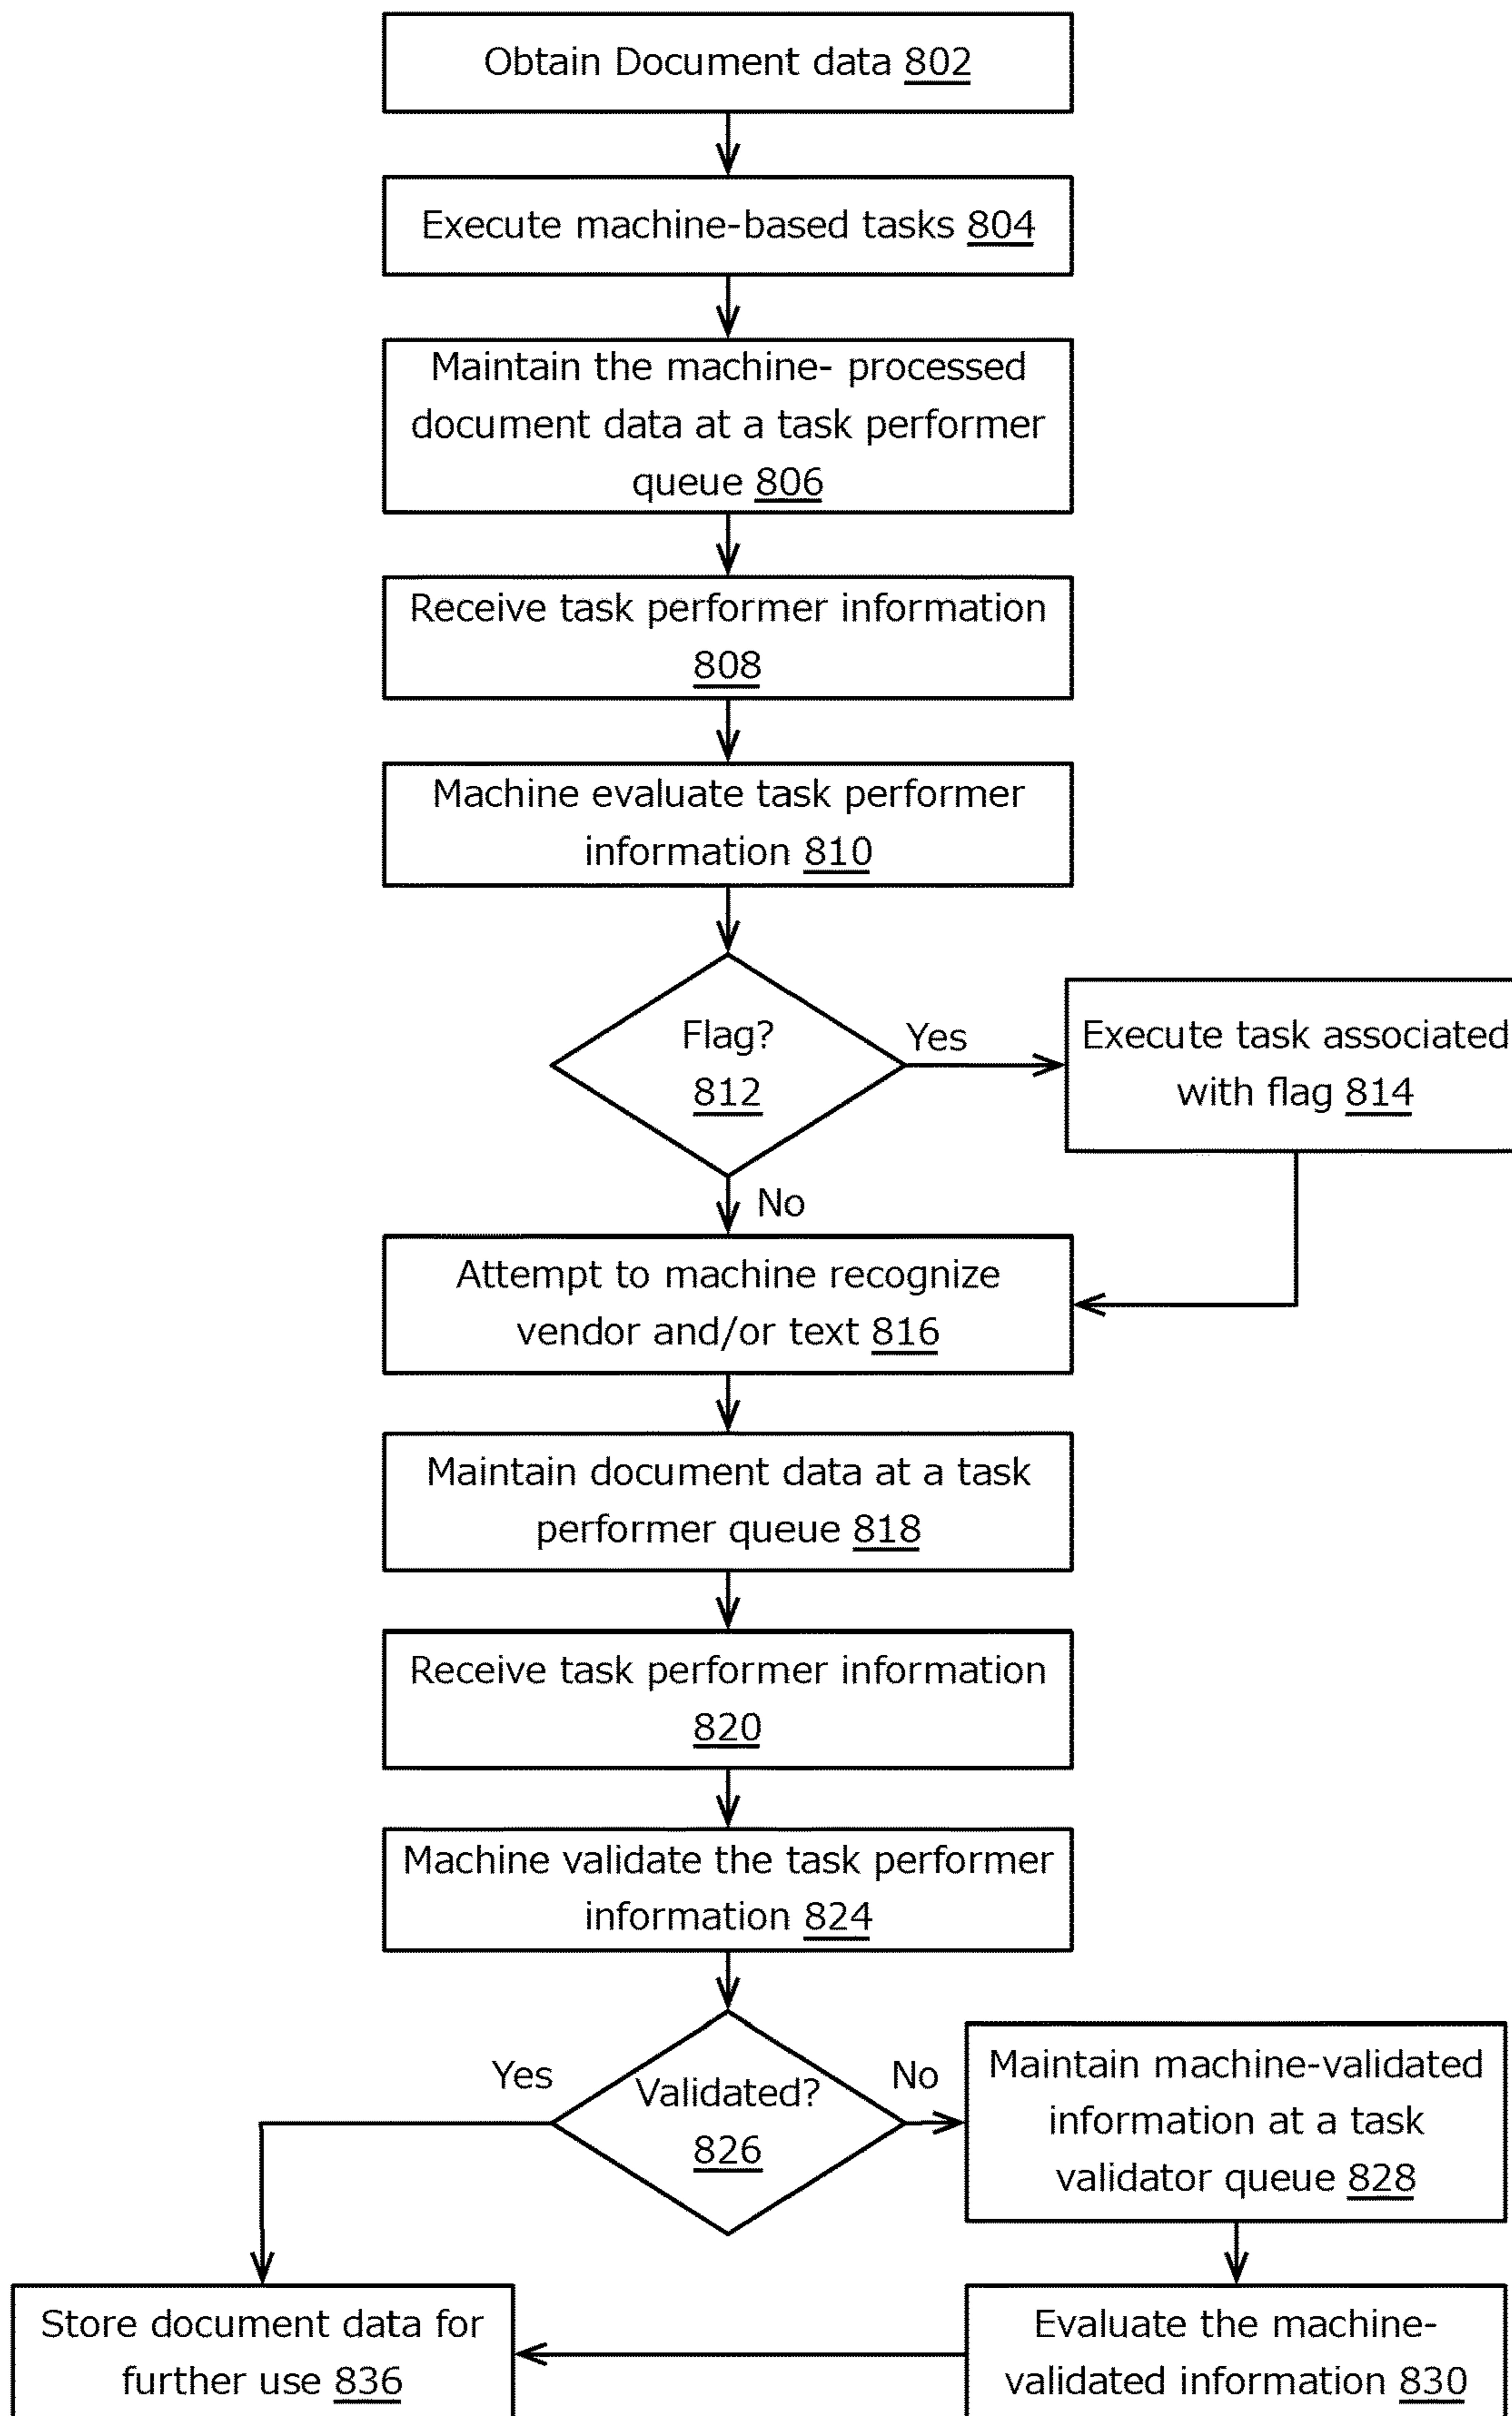 Obtain Document data 802
Execute machine-based tasks 804
Maintain the machine- processed
document data at a task performer
queue 806
Receive task performer information
808
Machine evaluate task performer
information 810
Flag?
812
Yes
Execute task associated
with flag 814
No
Attempt to machine recognize
vendor and/or text 816
Maintain document data at a task
performer queue 818
Receive task performer information
820
Machine validate the task performer
information 824
Validated?
826
Yes
No
Maintain machine-validated
information at a task
validator queue 828
Evaluate the machine-
validated information 830
Store document data for
further use 836